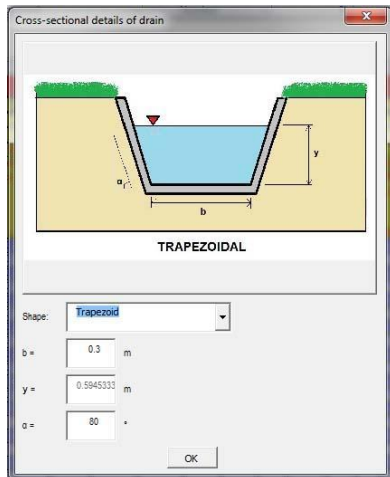 Cross-sectional details of drain
y
α
b
TRAPEZOIDAL
Shape: Trapezoid
b = 0.3 m
y = 0.5945333 m
α = 80 °
OK